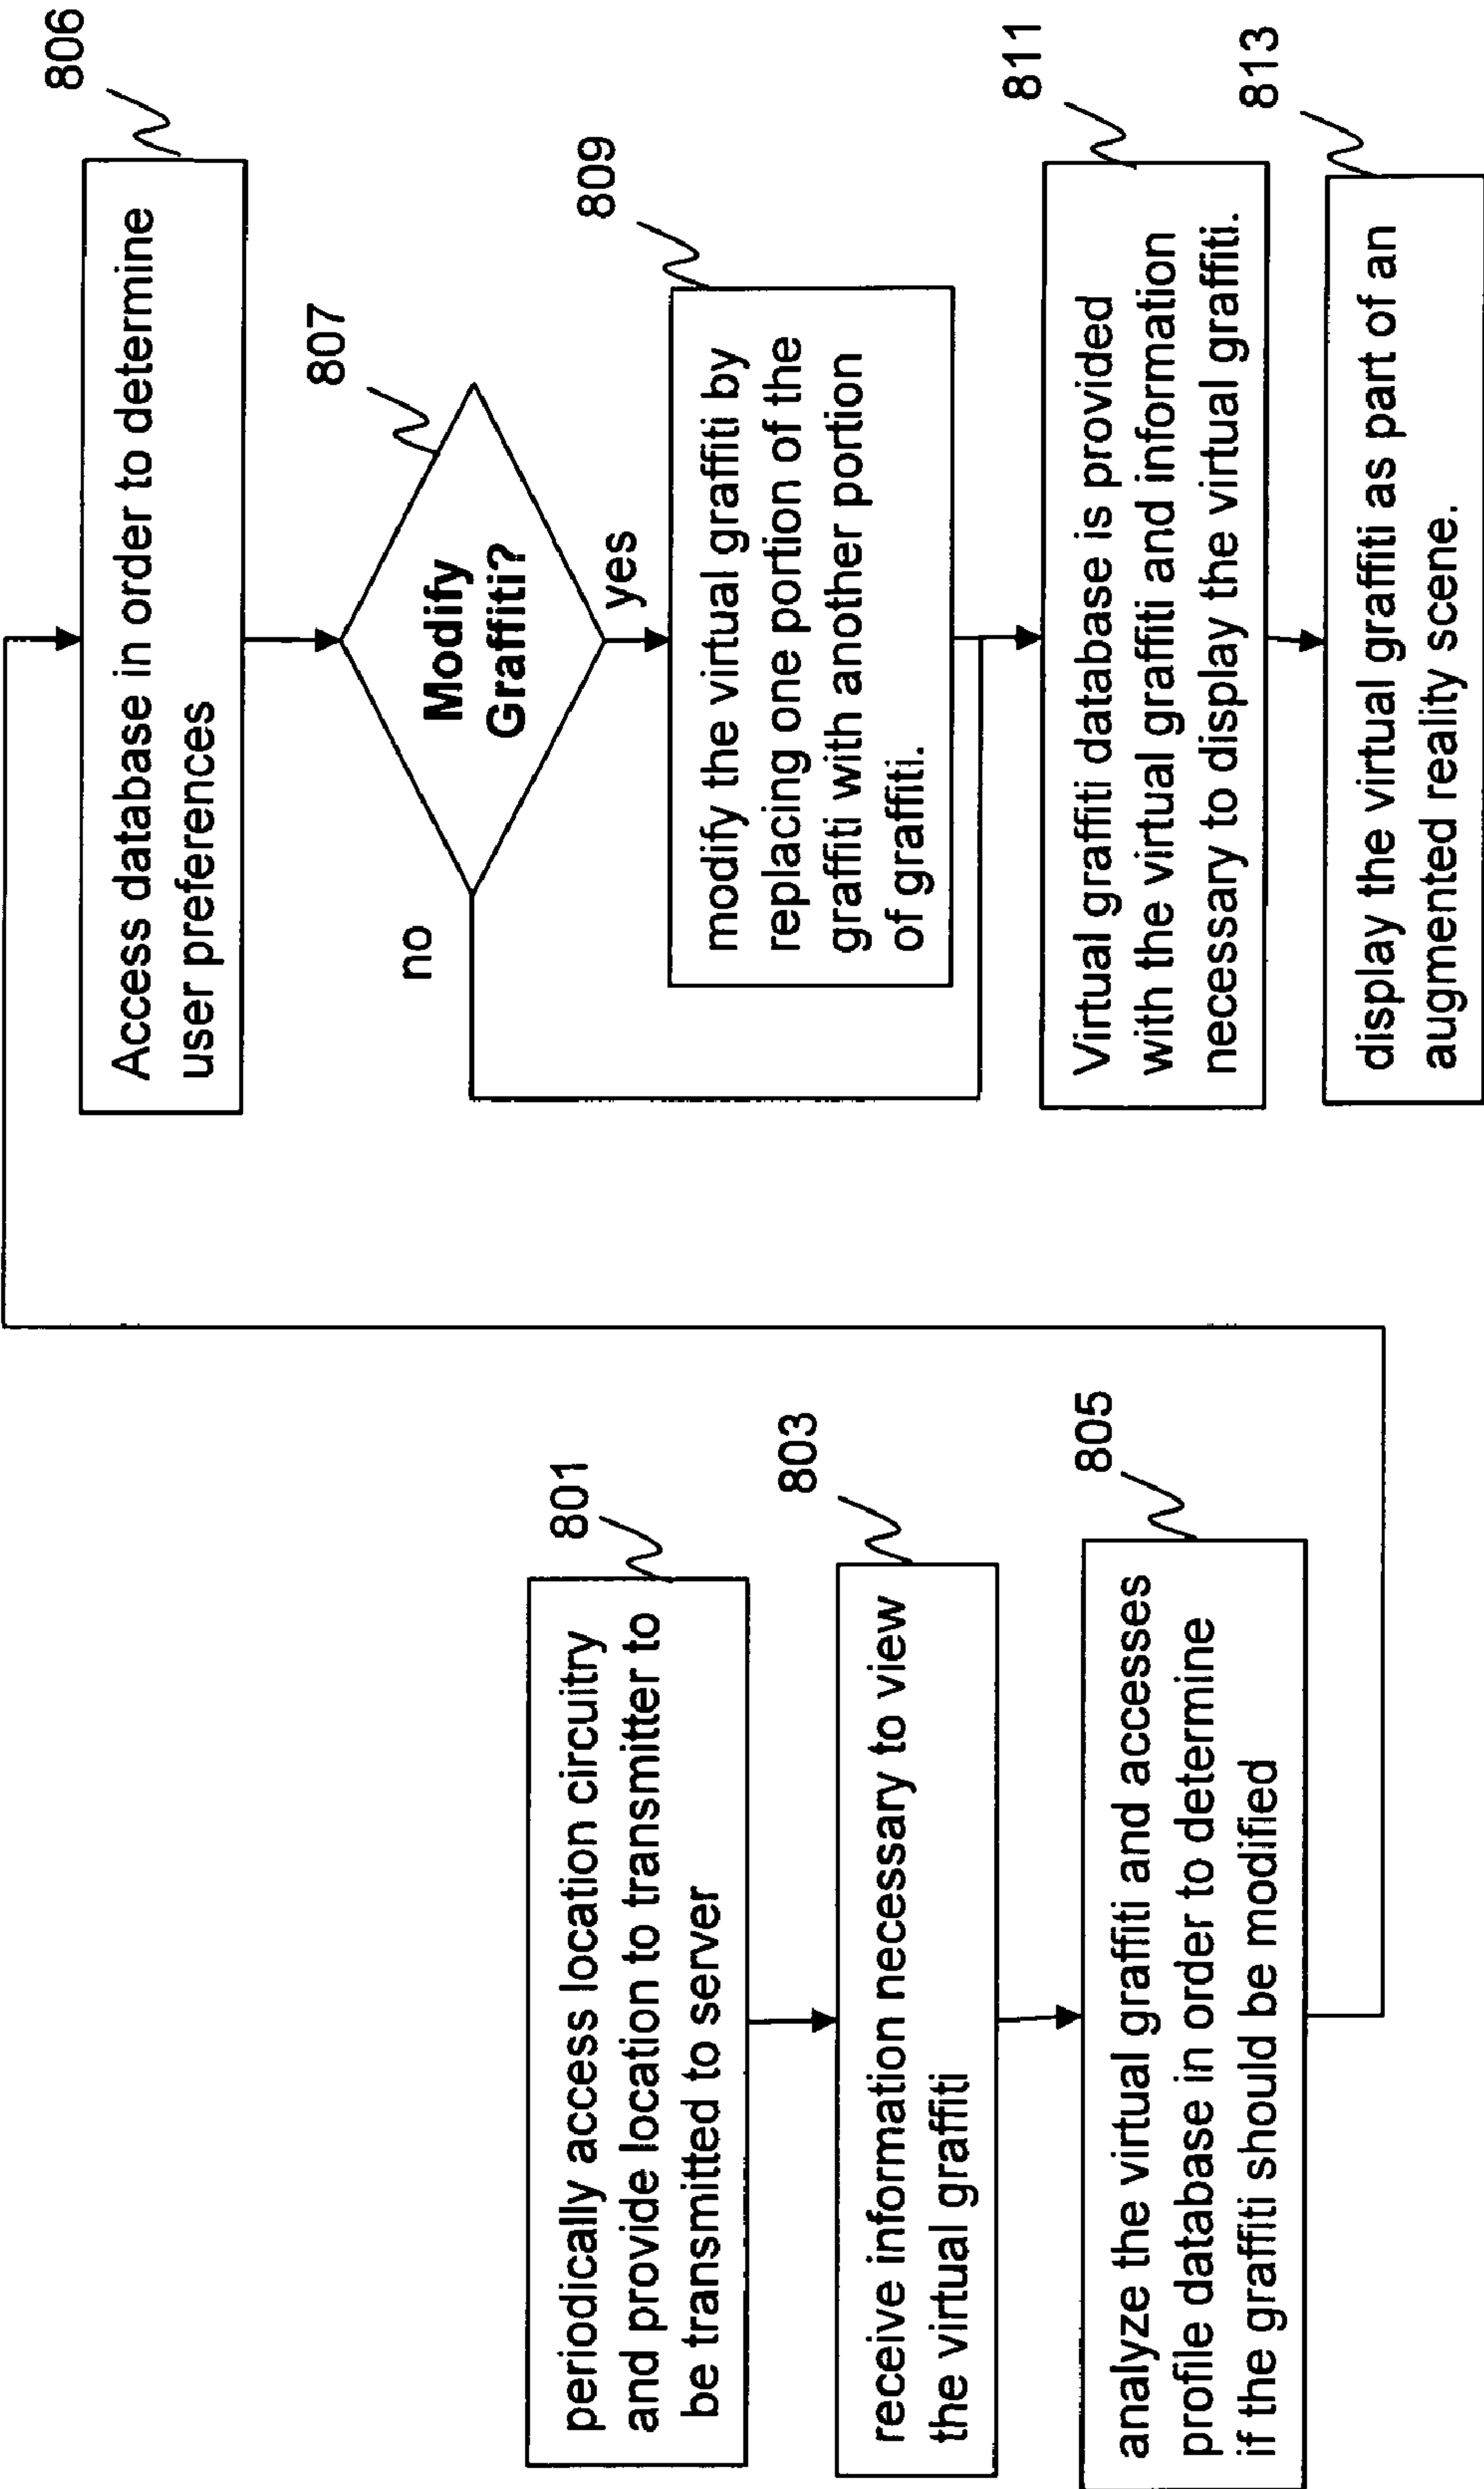 801
periodically access location circuitry
and provide location to transmitter to
be transmitted to server
803
receive information necessary to view
the virtual graffiti
805
analyze the virtual graffiti and accesses
profile database in order to determine
if the graffiti should be modified
806
Access database in order to determine
user preferences
807
Modify
Graffiti?
no
yes
809
modify the virtual graffiti by
replacing one portion of the
graffiti with another portion
of graffiti.
811
Virtual graffiti database is provided
with the virtual graffiti and information
necessary to display the virtual graffiti.
813
display the virtual graffiti as part of an
augmented reality scene.